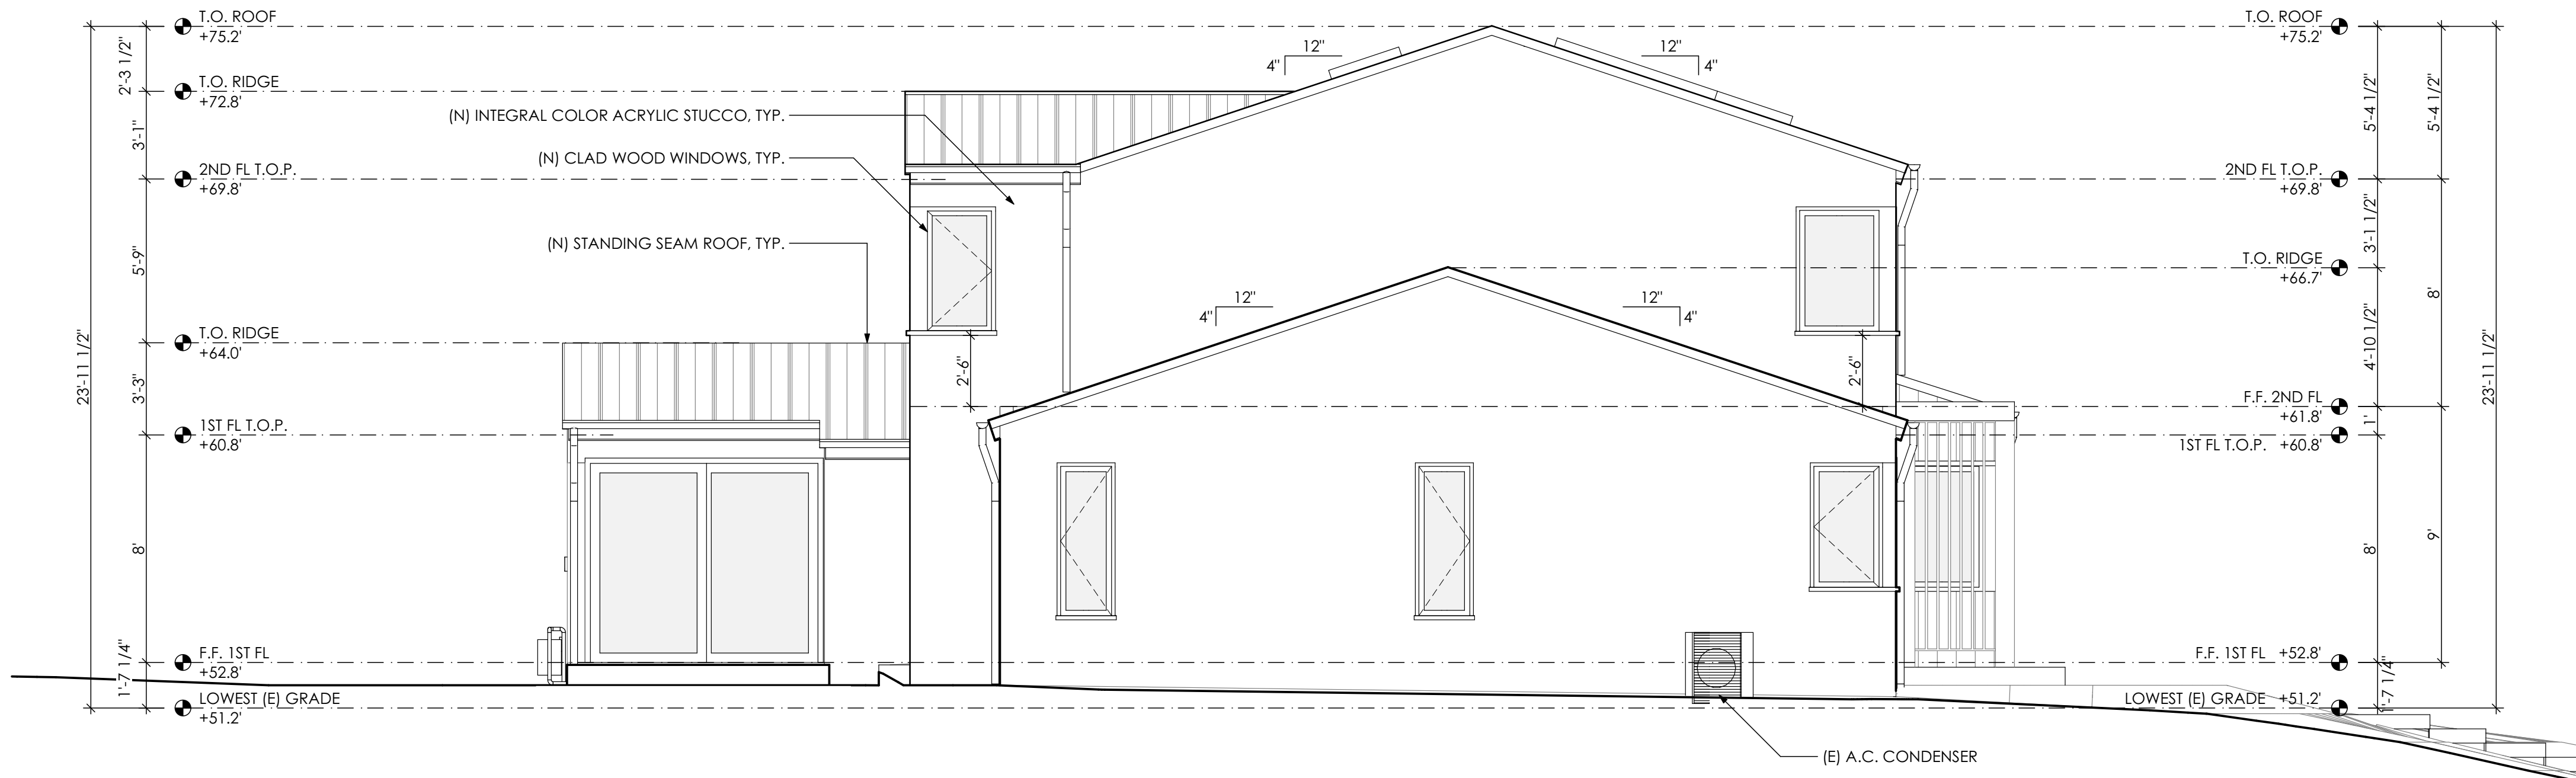 T.O. ROOF
+75.2'
T.O. RIDGE
+72.8'
2ND FL T.O.P.
+69.8'
T.O. RIDGE
+64.0'
1ST FL T.O.P.
+60.8'
F.F. 1ST FL
+52.8'
LOWEST (E) GRADE
+51.2'
23'-11 1/2"
2'-3 1/2"
3'-1"
5'-9"
3'-3"
8'
1'-7 1/4"
(N) INTEGRAL COLOR ACRYLIC STUCCO, TYP.
(N) CLAD WOOD WINDOWS, TYP.
(N) STANDING SEAM ROOF, TYP.
12"
4"
12"
4"
12"
4"
12"
4"
2'-6"
2'-6"
(E) A.C. CONDENSER
T.O. ROOF
+75.2'
2ND FL T.O.P.
+69.8'
T.O. RIDGE
+66.7'
F.F. 2ND FL
+61.8'
1ST FL T.O.P. +60.8'
F.F. 1ST FL +52.8'
LOWEST (E) GRADE +51.2'
5'-4 1/2"
3'-1 1/2"
4'-10 1/2"
1'
8'
1'-7 1/4"
5'-4 1/2"
8'
9'
23'-11 1/2"